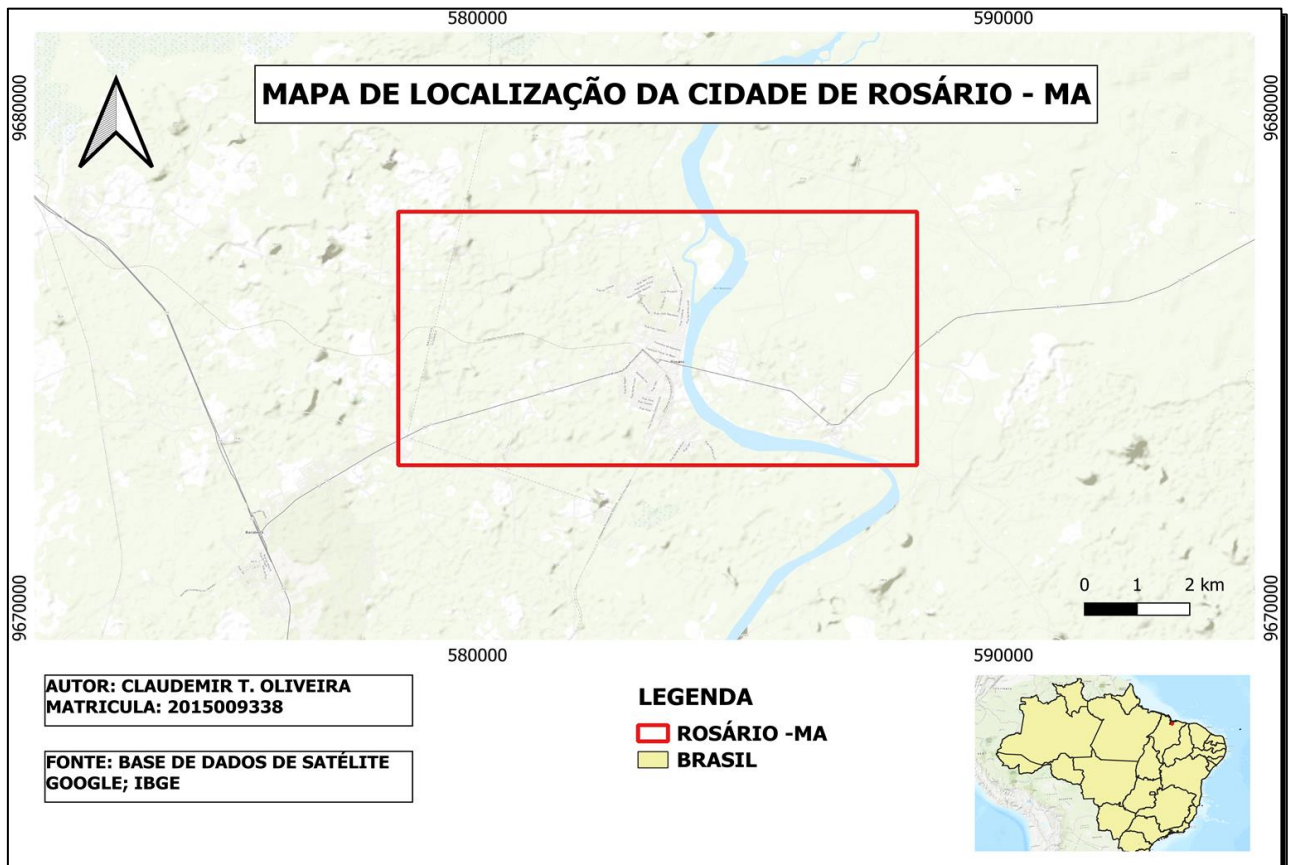 580000
590000
9680000
9680000
MAPA DE LOCALIZAÇÃO DA CIDADE DE ROSÁRIO - MA
0 1 2 km
9670000
9670000
580000
590000
AUTOR: CLAUDEMIR T. OLIVEIRA
MATRICULA: 2015009338
FONTE: BASE DE DADOS DE SATÉLITE
GOOGLE; IBGE
LEGENDA
ROSÁRIO -MA
BRASIL